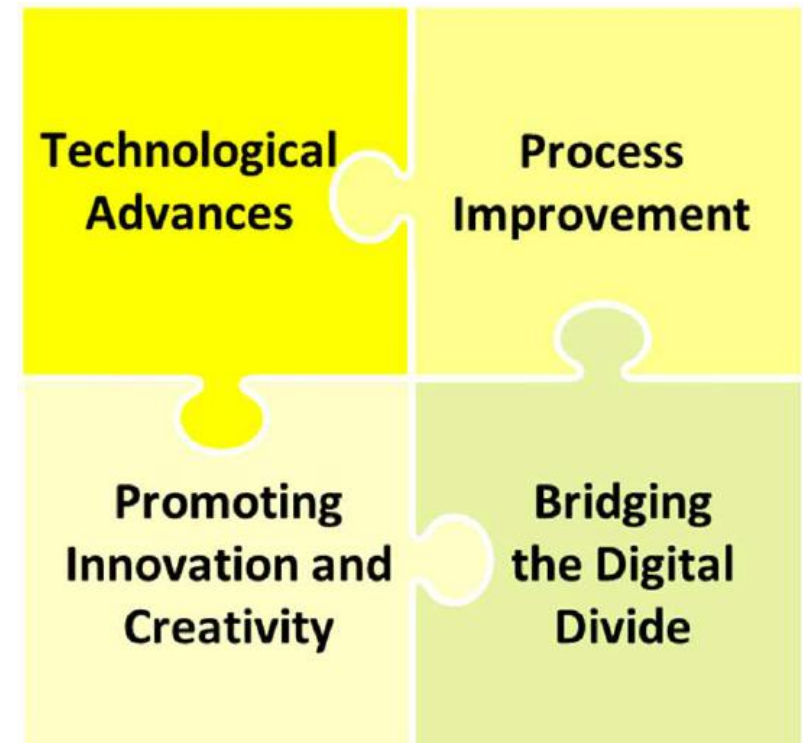 Technological
Advances
Process
Improvement
Promoting
Innovation and
Creativity
Bridging
the Digital
Divide